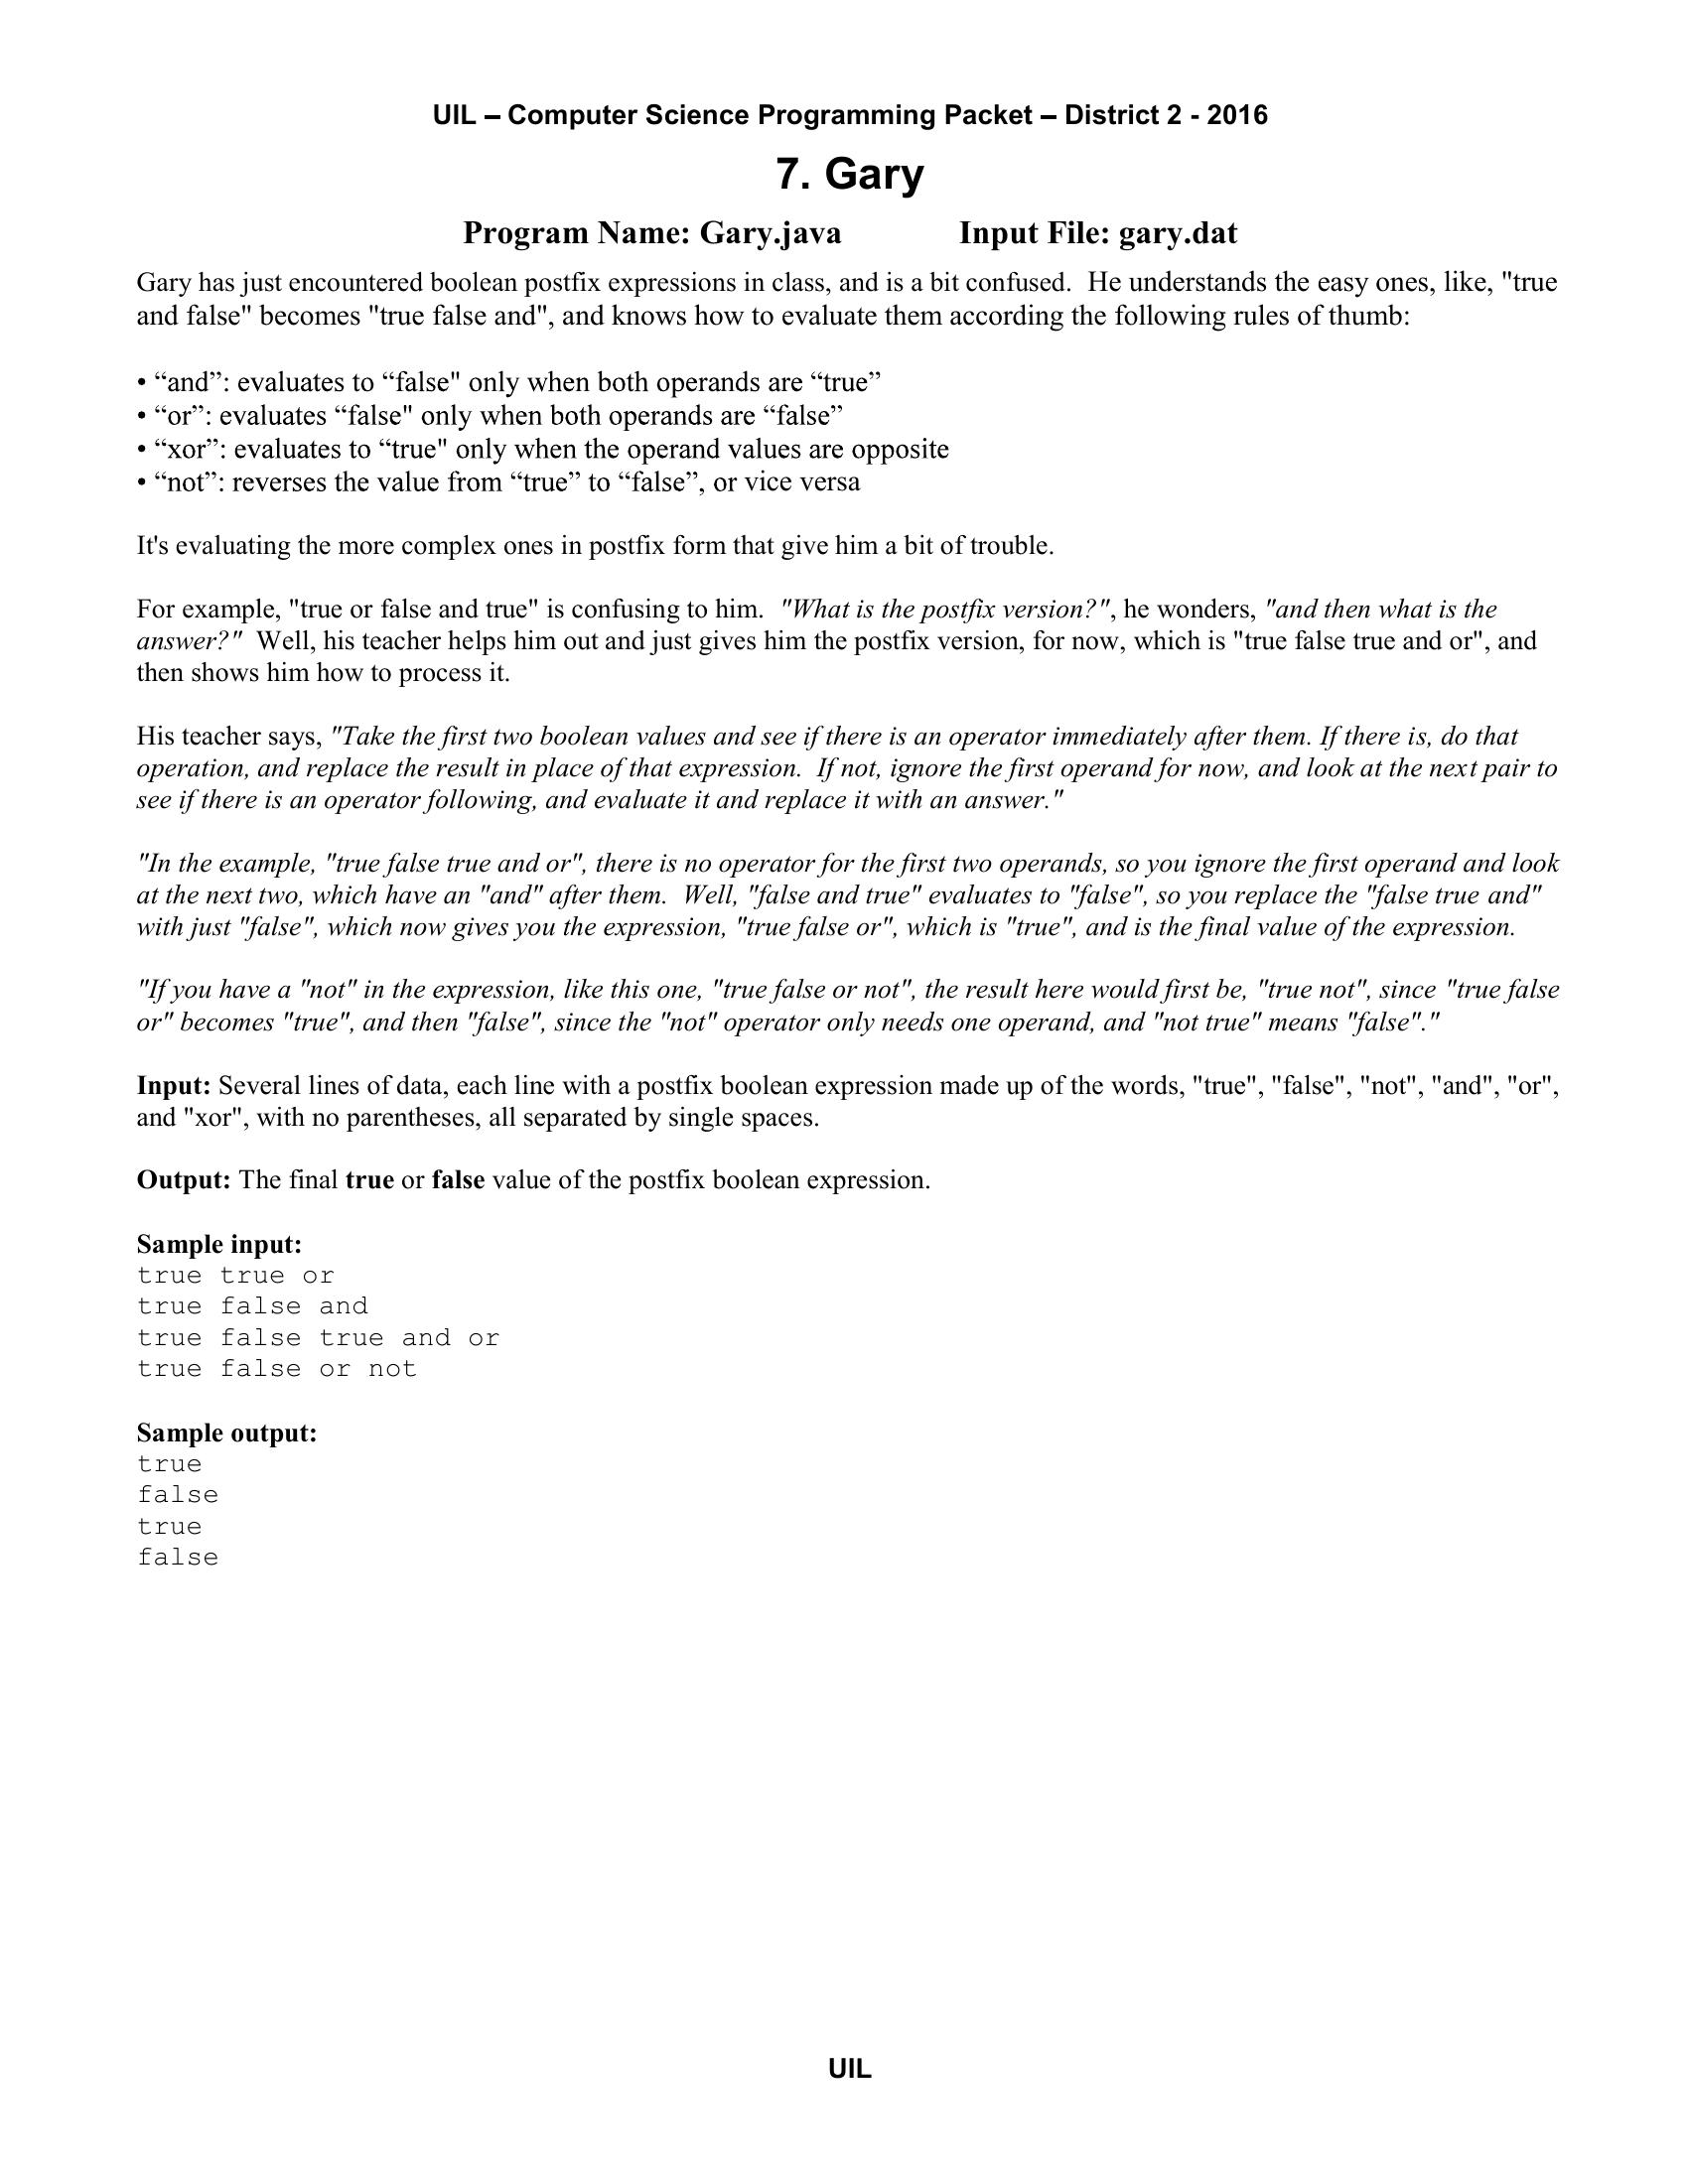 UIL – Computer Science Programming Packet – District 2 - 2016
7. Gary
Program Name: Gary.java Input File: gary.dat
Gary has just encountered boolean postfix expressions in class, and is a bit confused.  He understands the easy ones, like, "true
and false" becomes "true false and", and knows how to evaluate them according the following rules of thumb:
• “and”: evaluates to “false" only when both operands are “true”
• “or”: evaluates “false" only when both operands are “false”
• “xor”: evaluates to “true" only when the operand values are opposite
• “not”: reverses the value from “true” to “false”, or vice versa
It's evaluating the more complex ones in postfix form that give him a bit of trouble.
For example, "true or false and true" is confusing to him.  "What is the postfix version?", he wonders, "and then what is the
answer?"  Well, his teacher helps him out and just gives him the postfix version, for now, which is "true false true and or", and
then shows him how to process it.
His teacher says, "Take the first two boolean values and see if there is an operator immediately after them. If there is, do that
operation, and replace the result in place of that expression.  If not, ignore the first operand for now, and look at the next pair to
see if there is an operator following, and evaluate it and replace it with an answer."
"In the example, "true false true and or", there is no operator for the first two operands, so you ignore the first operand and look
at the next two, which have an "and" after them.  Well, "false and true" evaluates to "false", so you replace the "false true and"
with just "false", which now gives you the expression, "true false or", which is "true", and is the final value of the expression.
"If you have a "not" in the expression, like this one, "true false or not", the result here would first be, "true not", since "true false
or" becomes "true", and then "false", since the "not" operator only needs one operand, and "not true" means "false"."
Input: Several lines of data, each line with a postfix boolean expression made up of the words, "true", "false", "not", "and", "or",
and "xor", with no parentheses, all separated by single spaces.
Output: The final true or false value of the postfix boolean expression.
Sample input:
true true or
true false and
true false true and or
true false or not
Sample output:
true
false
true
false
UIL